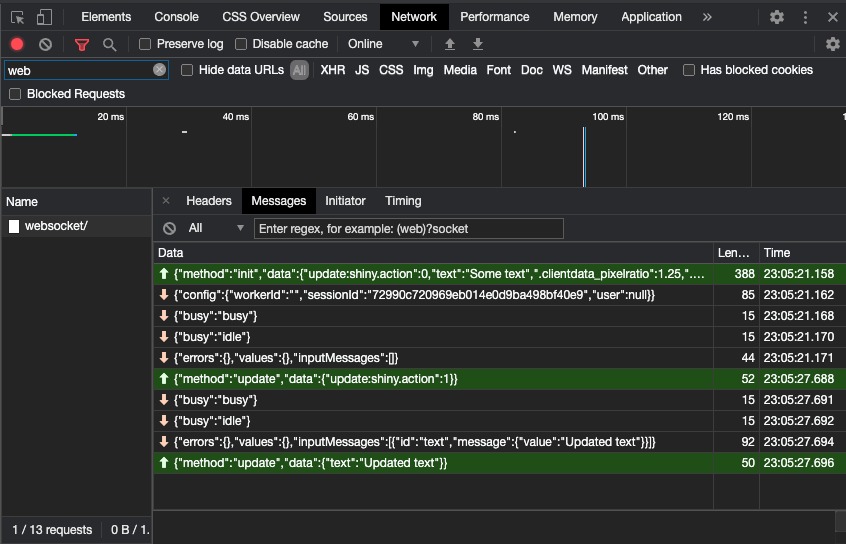 Elements Console CSS Overview Sources Network Performance Memory Application »
Preserve log Disable cache Online
web Hide data URLs All XHR JS CSS Img Media Font Doc WS Manifest Other Has blocked cookies
Blocked Requests
20 ms 40 ms 60 ms 80 ms 100 ms 120 ms 1
Name × Headers Messages Initiator Timing
websocket/ All Enter regex, for example: (web)?socket
Data Len… Time
{"method":"init","data":{"update:shiny.action":0,"text":"Some text",".clientdata_pixelratio":1.25,".… 388 23:05:21.158
{"config":{"workerId":"","sessionId":"72990c720969eb014e0d9ba498bf40e9","user":null}} 85 23:05:21.162
{"busy":"busy"} 15 23:05:21.168
{"busy":"idle"} 15 23:05:21.170
{"errors":{},"values":{},"inputMessages":[]} 44 23:05:21.171
{"method":"update","data":{"update:shiny.action":1}} 52 23:05:27.688
{"busy":"busy"} 15 23:05:27.691
{"busy":"idle"} 15 23:05:27.692
{"errors":{},"values":{},"inputMessages":[{"id":"text","message":{"value":"Updated text"}}]} 92 23:05:27.694
{"method":"update","data":{"text":"Updated text"}} 50 23:05:27.696
1 / 13 requests 0 B / 1.